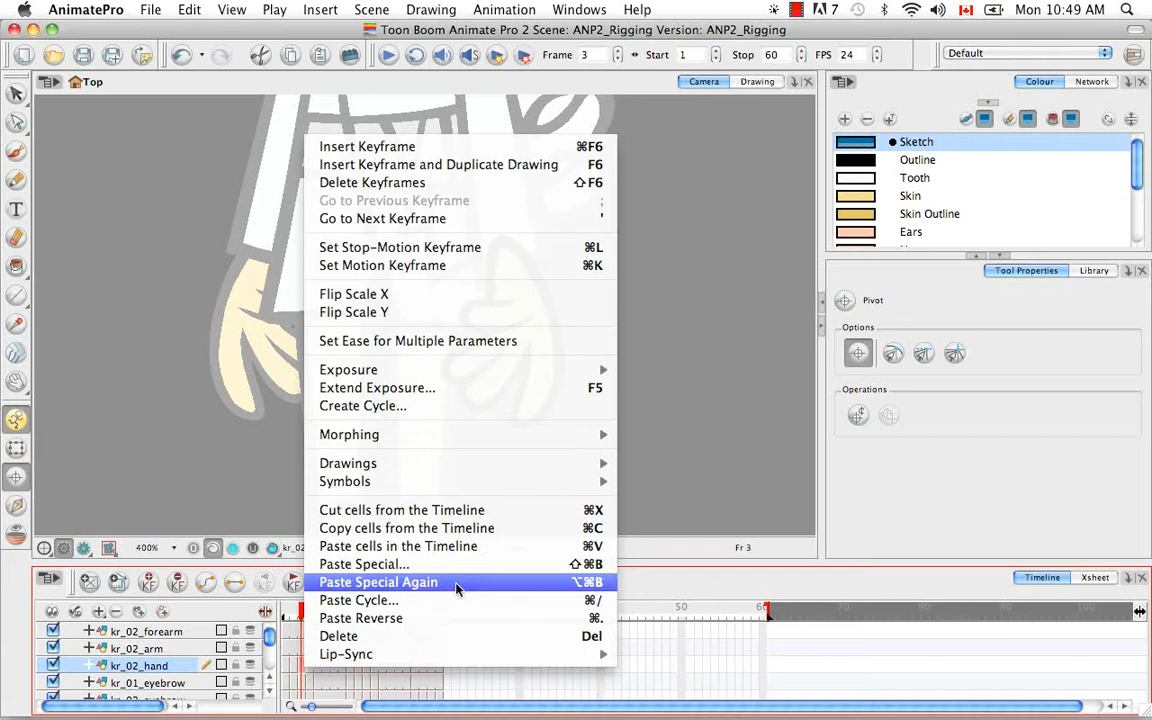 AnimatePro File Edit View Play Insert Scene Drawing Animation Windows Help 7 Mon 10:49 AM
Toon Boom Animate Pro 2 Scene: ANP2_Rigging Version: ANP2_Rigging
Frame 3 Start 1 Stop 60 FPS 24 Default
Top Camera Drawing Colour Network
Sketch
Outline
Tooth
Skin
Skin Outline
Ears
Tool Properties Library
Pivot
Options
Operations
Insert Keyframe ⌘F6
Insert Keyframe and Duplicate Drawing F6
Delete Keyframes ⇧F6
Go to Previous Keyframe ;
Go to Next Keyframe '
Set Stop-Motion Keyframe ⌘L
Set Motion Keyframe ⌘K
Flip Scale X
Flip Scale Y
Set Ease for Multiple Parameters
Exposure
Extend Exposure... F5
Create Cycle...
Morphing
Drawings
Symbols
Cut cells from the Timeline ⌘X
Copy cells from the Timeline ⌘C
Paste cells in the Timeline ⌘V
Paste Special... ⇧⌘B
Paste Special Again ⌥⌘B
Paste Cycle... ⌘/
Paste Reverse ⌘.
Delete Del
Lip-Sync
400% kr_02 Fr 3
Timeline Xsheet
50 60 70 80 90 100
kr_02_forearm
kr_02_arm
kr_02_hand
kr_01_eyebrow